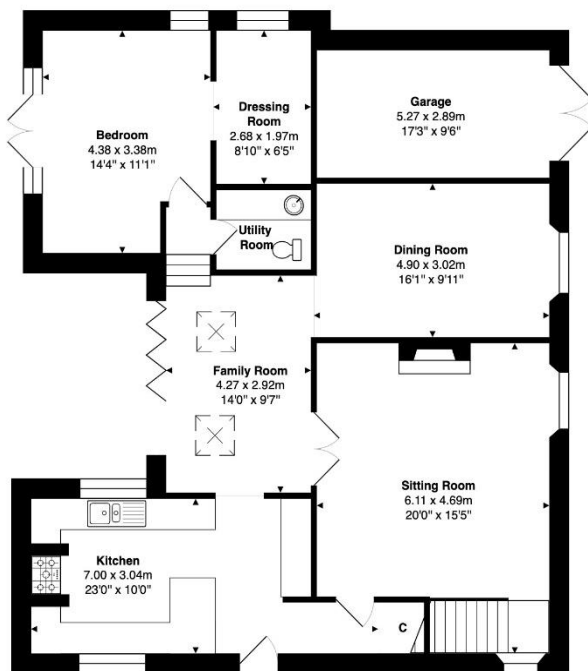 Garage
5.27 x 2.89m
17'3" x 9'6"
Dressing
Room
2.68 x 1.97m
8'10" x 6'5"
Bedroom
4.38 x 3.38m
14'4" x 11'1"
Utility
Room
Dining Room
4.90 x 3.02m
16'1" x 9'11"
Family Room
4.27 x 2.92m
14'0" x 9'7"
Sitting Room
6.11 x 4.69m
20'0" x 15'5"
Kitchen
7.00 x 3.04m
23'0" x 10'0"
C